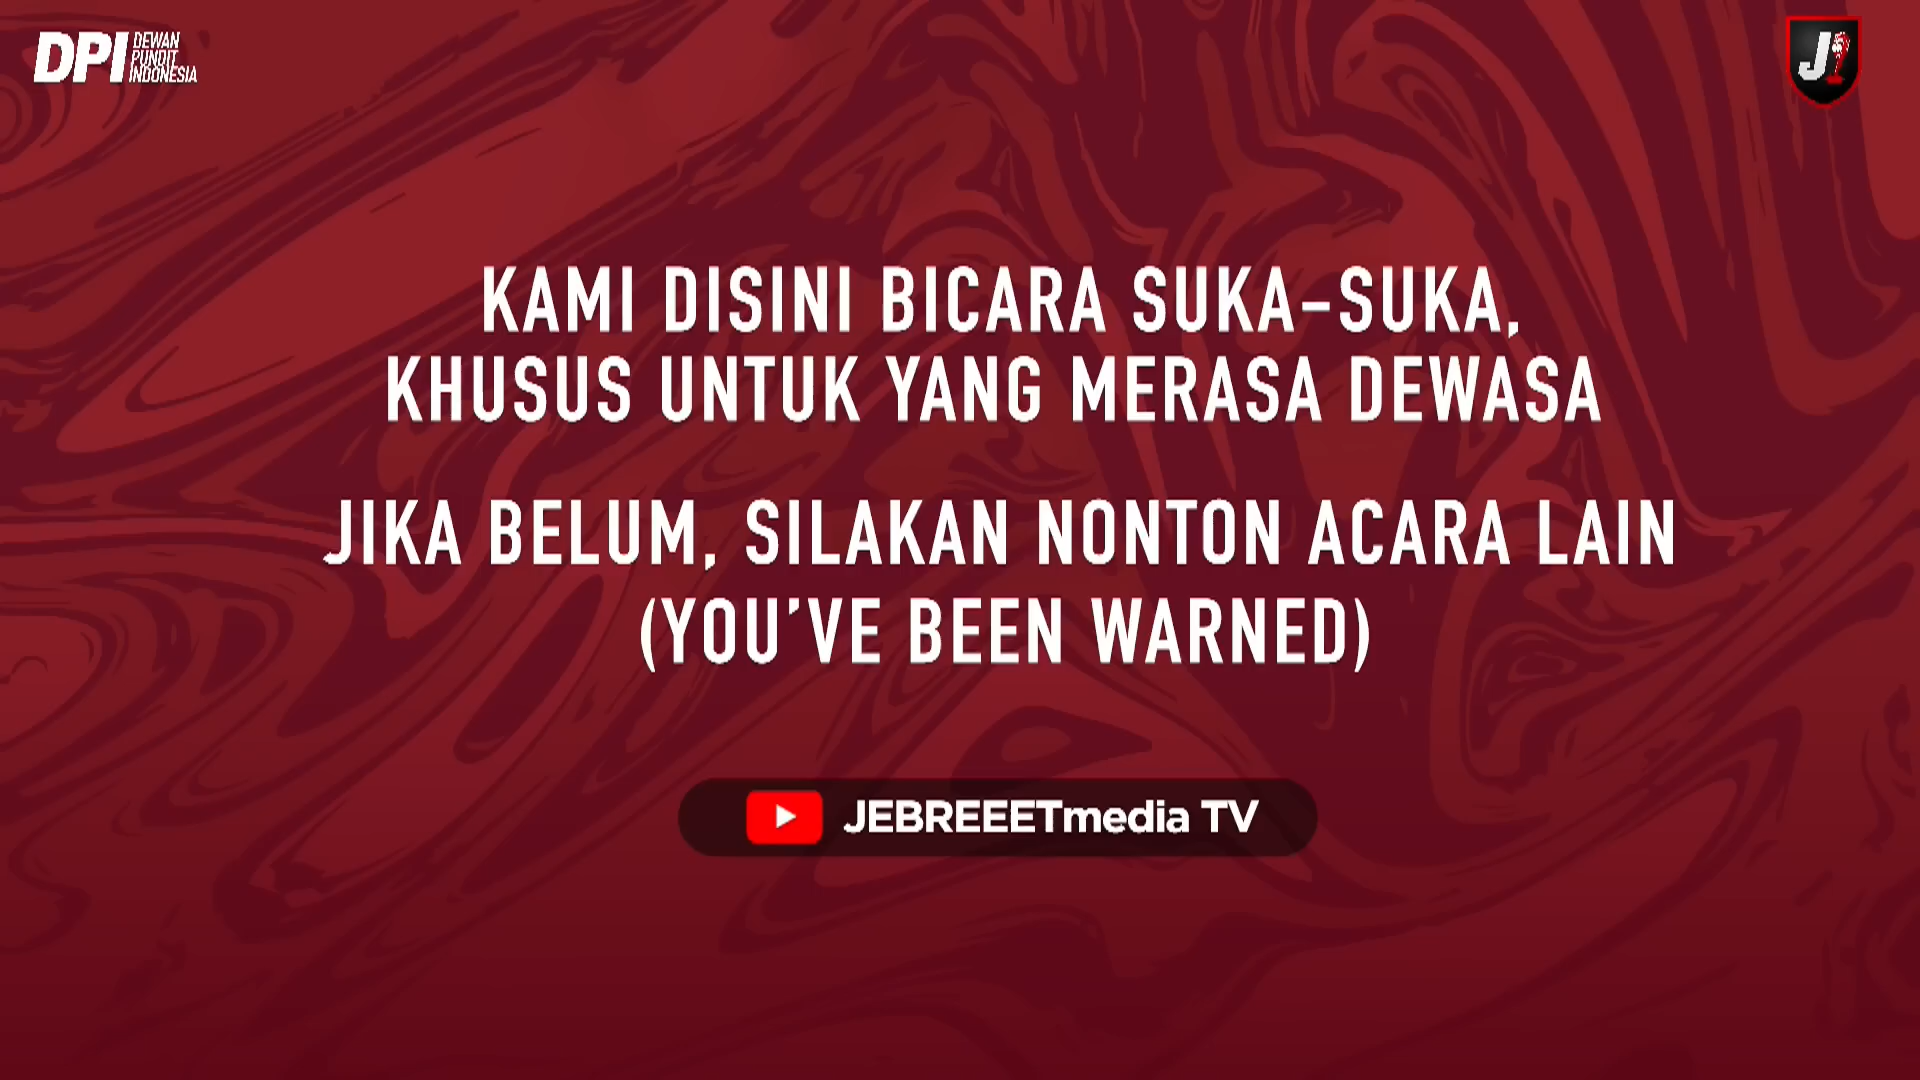 DPI DEWAN
PUNDIT
INDONESIA
J
KAMI DISINI BICARA SUKA-SUKA,
KHUSUS UNTUK YANG MERASA DEWASA
JIKA BELUM, SILAKAN NONTON ACARA LAIN
(YOU'VE BEEN WARNED)
JEBREEETmedia TV